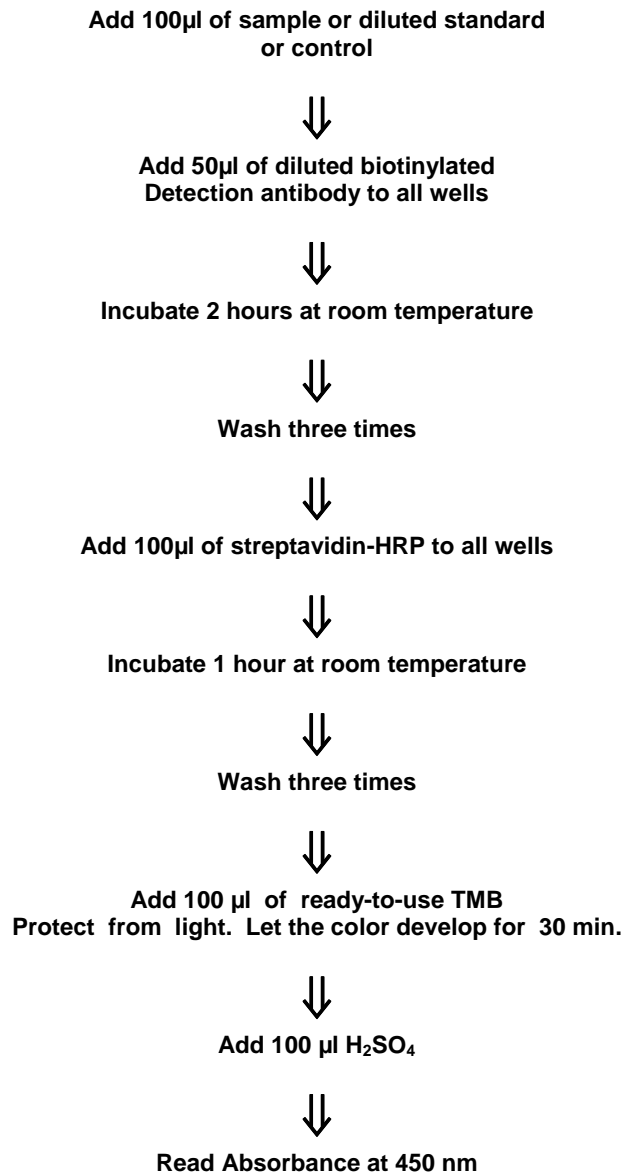 Add 100µl of sample or diluted standard
or control
⇓
Add 50µl of diluted biotinylated
Detection antibody to all wells
⇓
Incubate 2 hours at room temperature
⇓
Wash three times
⇓
Add 100µl of streptavidin-HRP to all wells
⇓
Incubate 1 hour at room temperature
⇓
Wash three times
⇓
Add 100 µl of ready-to-use TMB
Protect from light. Let the color develop for 30 min.
⇓
Add 100 µl H₂SO₄
⇓
Read Absorbance at 450 nm